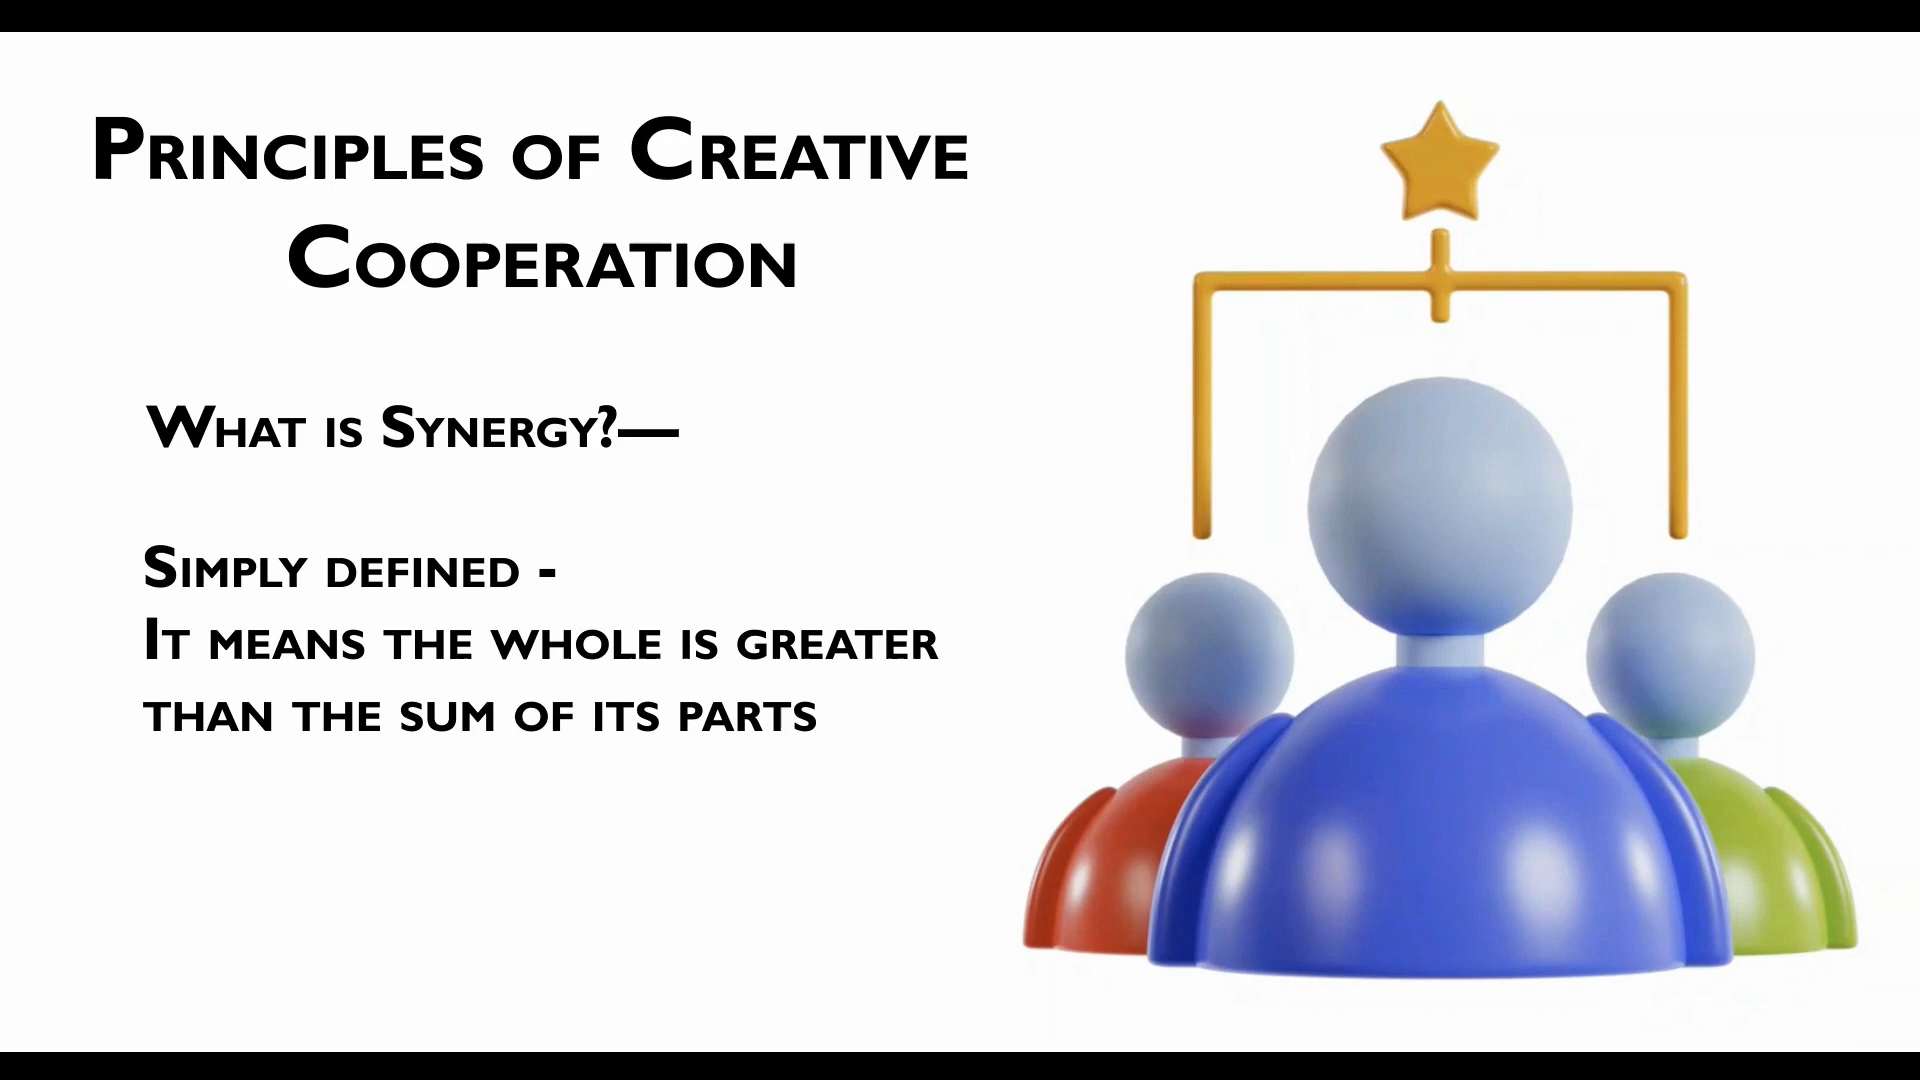 Principles of Creative
Cooperation
What is Synergy?—
Simply defined -
It means the whole is greater
than the sum of its parts